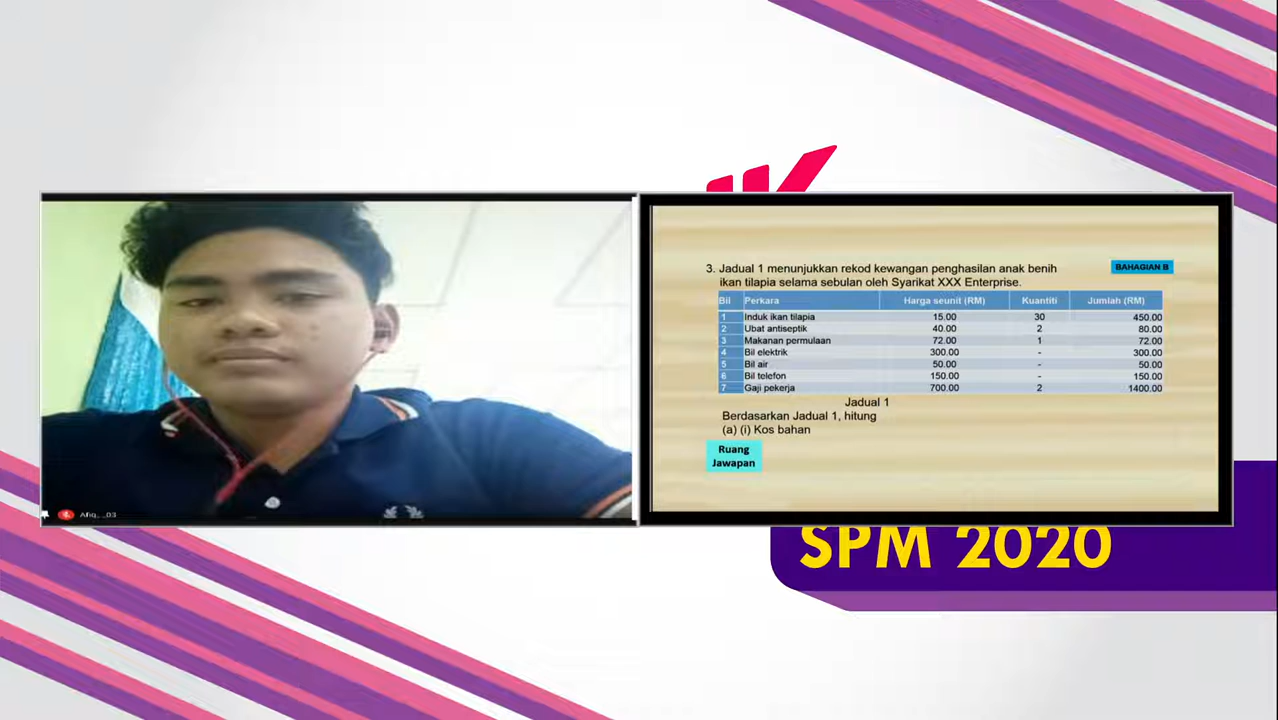 3. Jadual 1 menunjukkan rekod kewangan penghasilan anak benih
ikan tilapia selama sebulan oleh Syarikat XXX Enterprise.
BAHAGIAN B
Bil Perkara Harga seunit (RM) Kuantiti Jumlah (RM)
1 Induk ikan tilapia 15.00 30 450.00
2 Ubat antiseptik 40.00 2 80.00
3 Makanan permulaan 72.00 1 72.00
4 Bil elektrik 300.00 - 300.00
5 Bil air 50.00 - 50.00
6 Bil telefon 150.00 - 150.00
7 Gaji pekerja 700.00 2 1400.00
Jadual 1
Berdasarkan Jadual 1, hitung
(a) (i) Kos bahan
Ruang
Jawapan
Afiq__03
SPM 2020